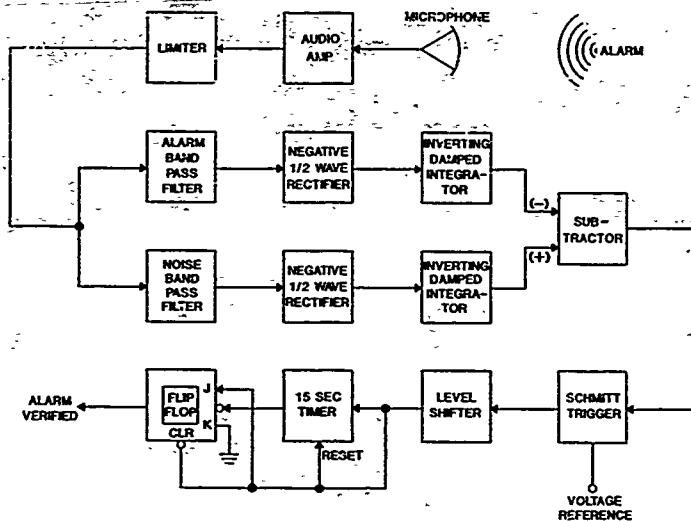 MICROPHONE
LIMITER
AUDIO
AMP
ALARM
ALARM
BAND
PASS
FILTER
NEGATIVE
1/2 WAVE
RECTIFIER
INVERTING
DAMPED
INTEGRA-
TOR
(-)
SUB-
TRACTOR
(+)
NOISE
BAND
PASS
FILTER
NEGATIVE
1/2 WAVE
RECTIFIER
INVERTING
DAMPED
INTEGRA-
TOR
ALARM
VERIFIED
FLIP
FLOP
J
K
CLR
15 SEC
TIMER
RESET
LEVEL
SHIFTER
SCHMITT
TRIGGER
VOLTAGE
REFERENCE